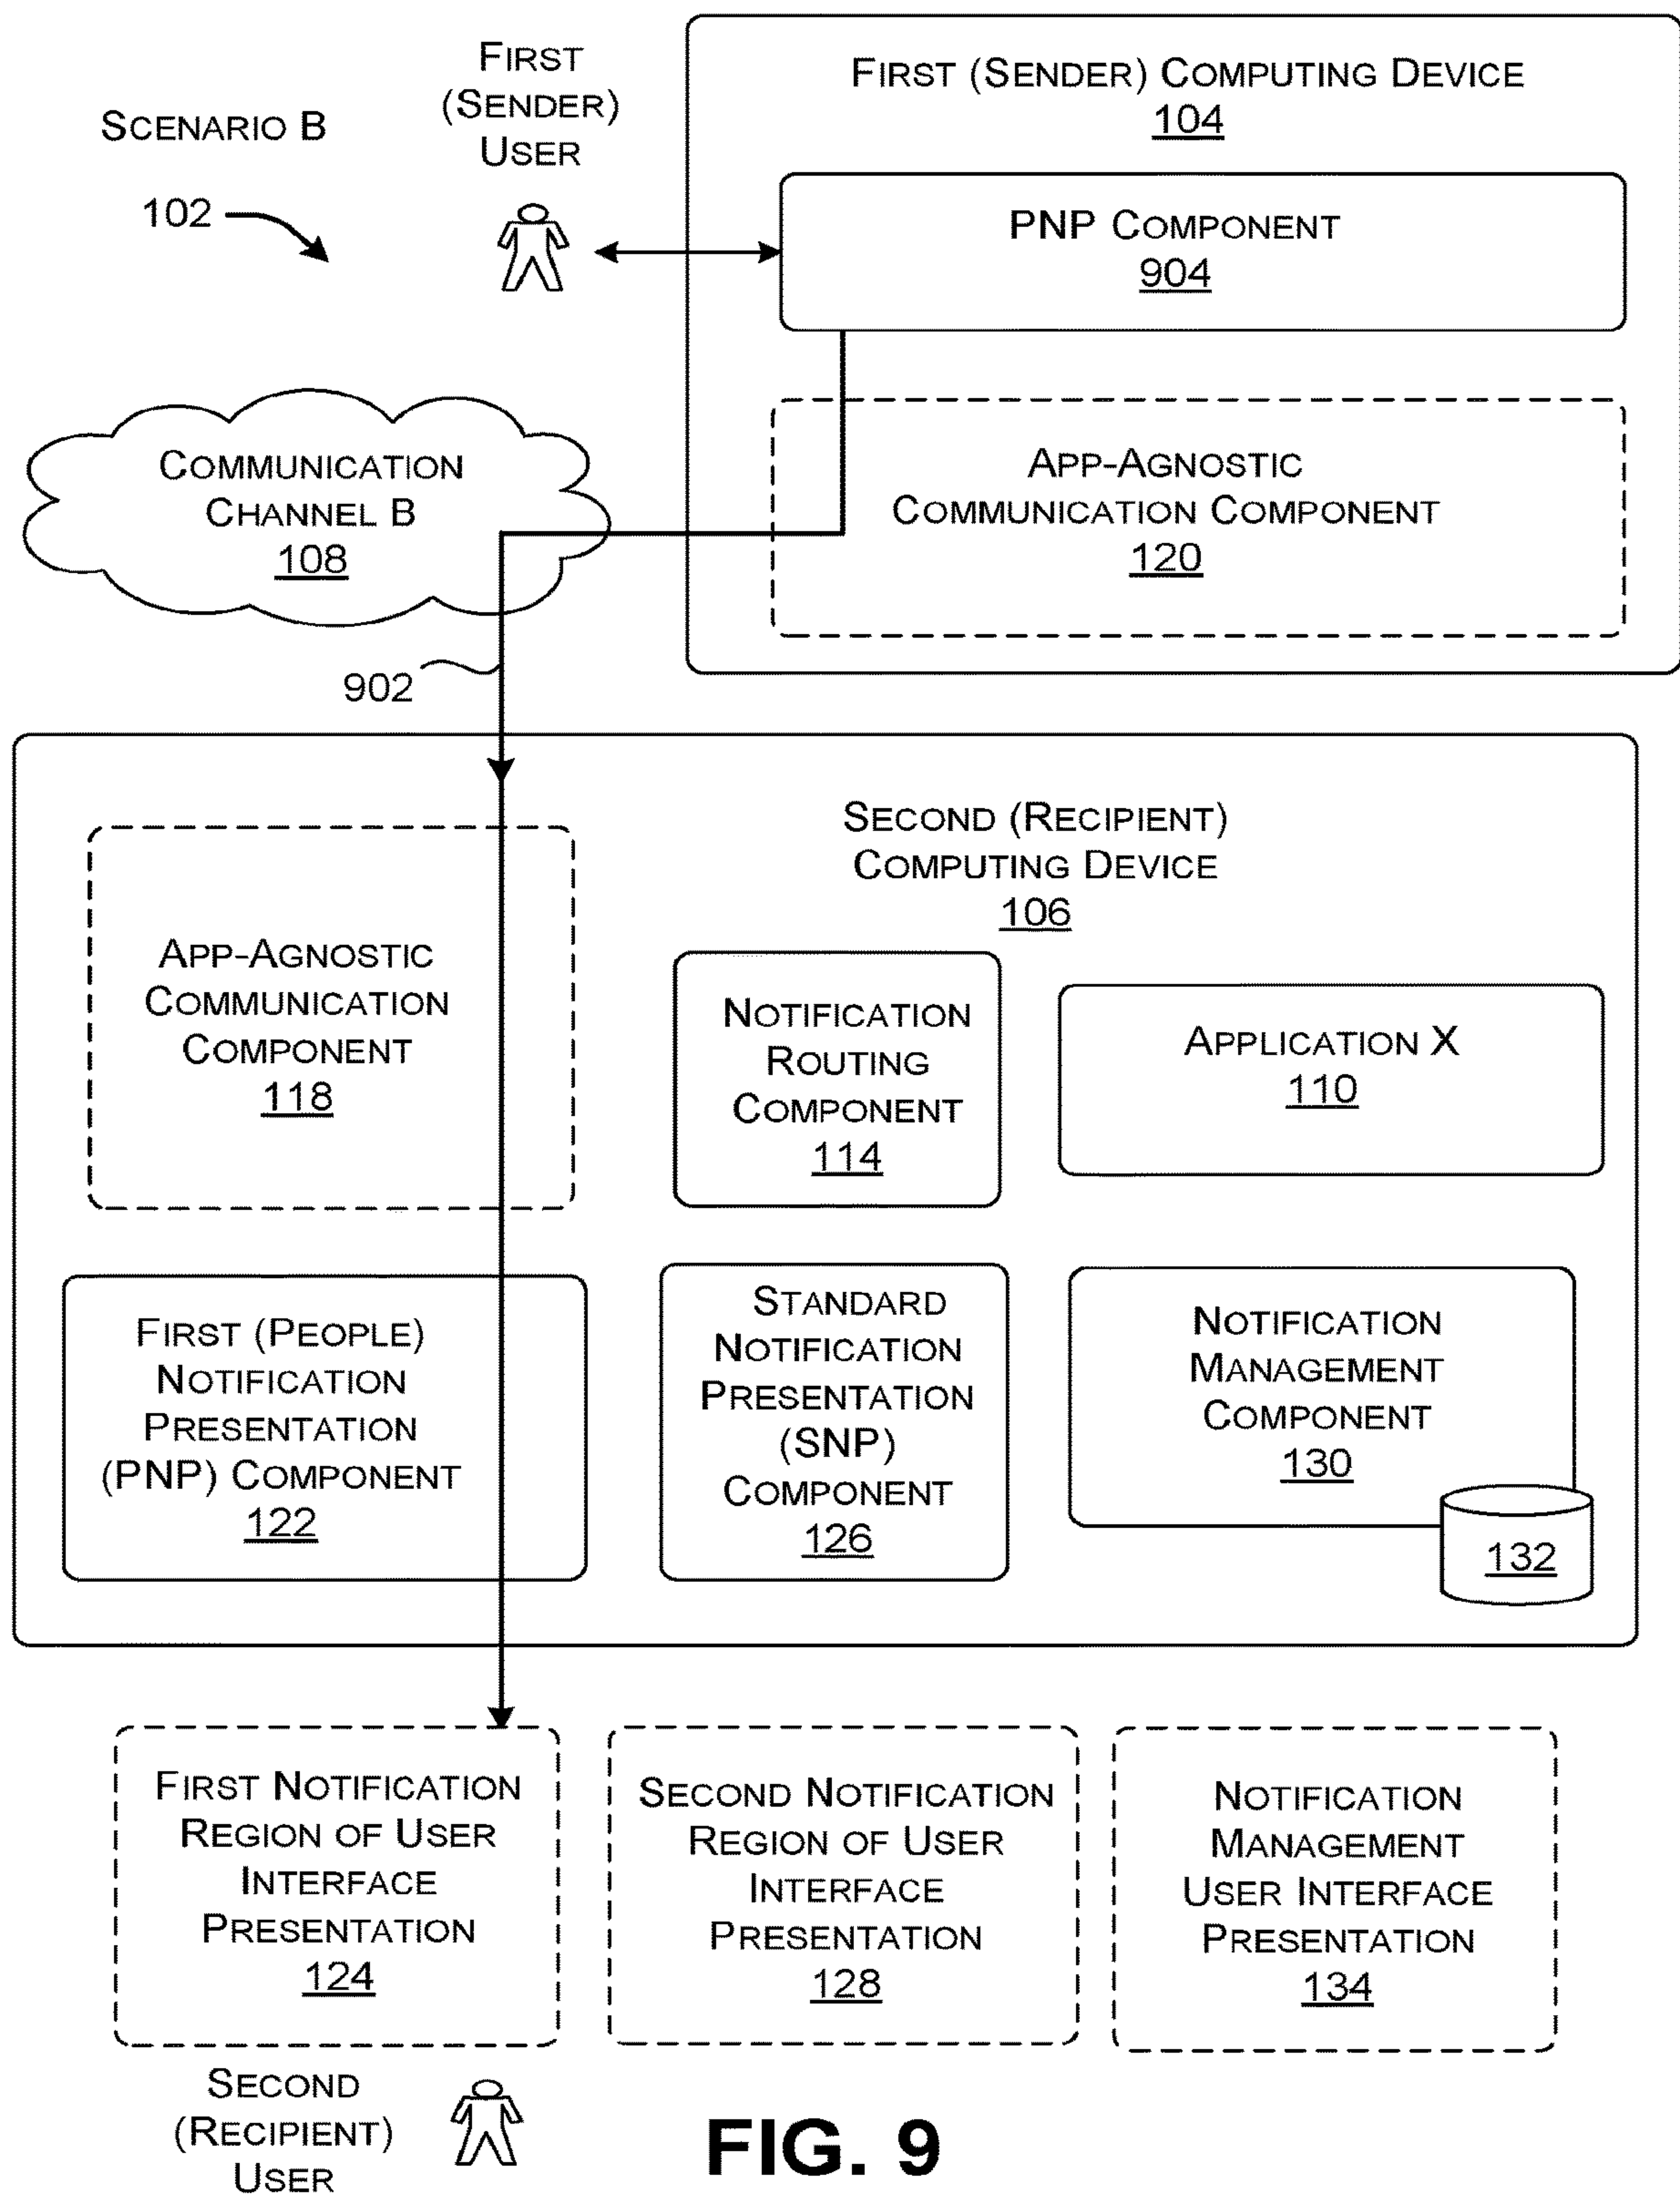 SCENARIO B
102
FIRST
(SENDER)
USER
FIRST (SENDER) COMPUTING DEVICE
104
PNP COMPONENT
904
APP-AGNOSTIC
COMMUNICATION COMPONENT
120
COMMUNICATION
CHANNEL B
108
902
SECOND (RECIPIENT)
COMPUTING DEVICE
106
APP-AGNOSTIC
COMMUNICATION
COMPONENT
118
NOTIFICATION
ROUTING
COMPONENT
114
APPLICATION X
110
FIRST (PEOPLE)
NOTIFICATION
PRESENTATION
(PNP) COMPONENT
122
STANDARD
NOTIFICATION
PRESENTATION
(SNP)
COMPONENT
126
NOTIFICATION
MANAGEMENT
COMPONENT
130
132
FIRST NOTIFICATION
REGION OF USER
INTERFACE
PRESENTATION
124
SECOND NOTIFICATION
REGION OF USER
INTERFACE
PRESENTATION
128
NOTIFICATION
MANAGEMENT
USER INTERFACE
PRESENTATION
134
SECOND
(RECIPIENT)
USER
FIG. 9